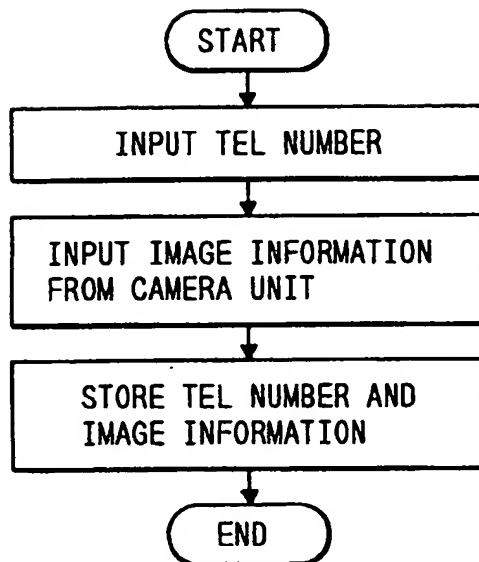 START
INPUT TEL NUMBER
INPUT IMAGE INFORMATION
FROM CAMERA UNIT
STORE TEL NUMBER AND
IMAGE INFORMATION
END